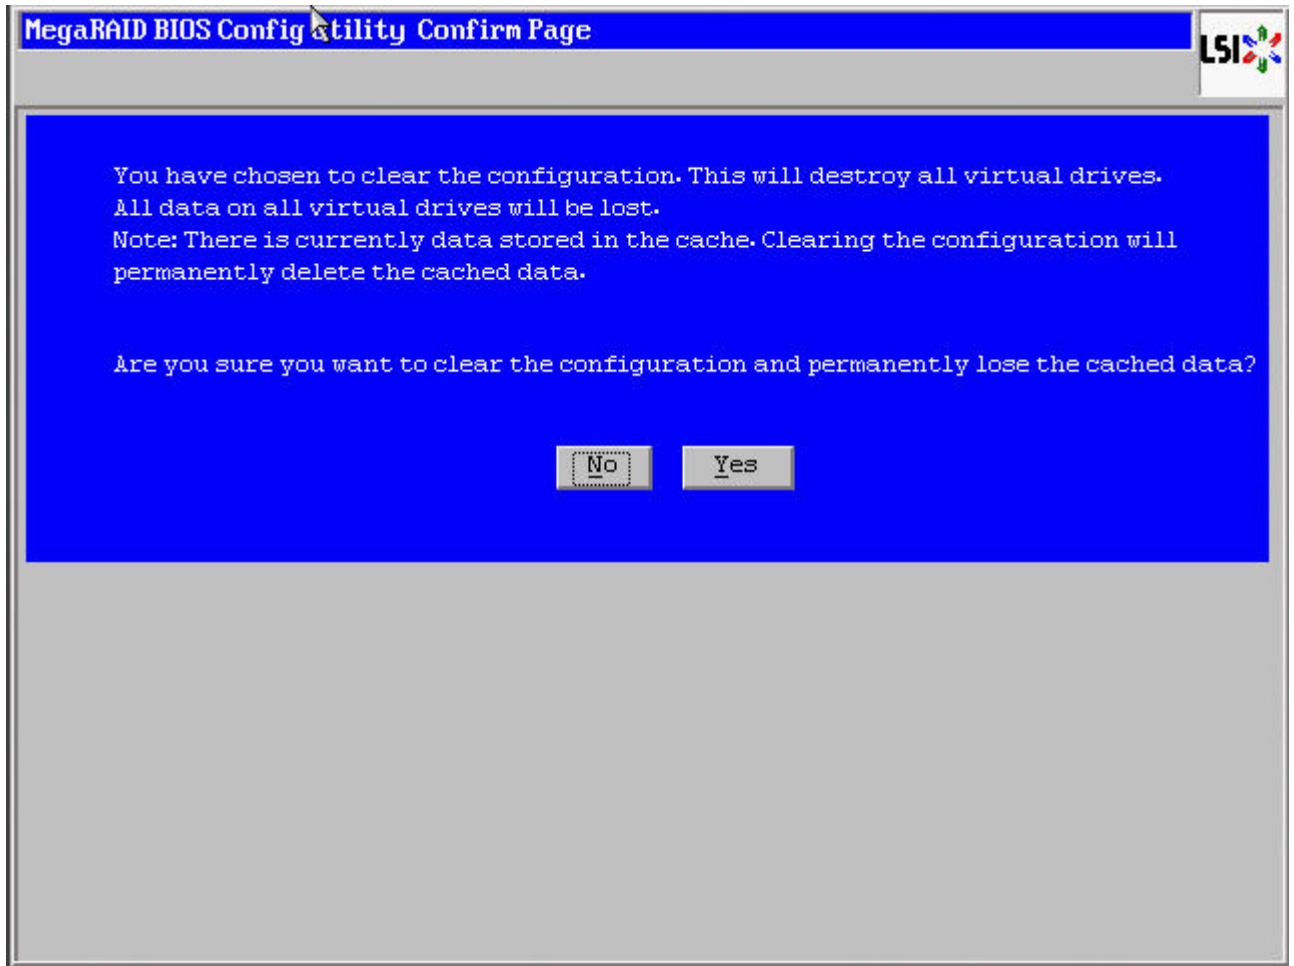 MegaRAID BIOS Config Utility Confirm Page
LSI
You have chosen to clear the configuration. This will destroy all virtual drives.
All data on all virtual drives will be lost.
Note: There is currently data stored in the cache. Clearing the configuration will
permanently delete the cached data.
Are you sure you want to clear the configuration and permanently lose the cached data?
No Yes